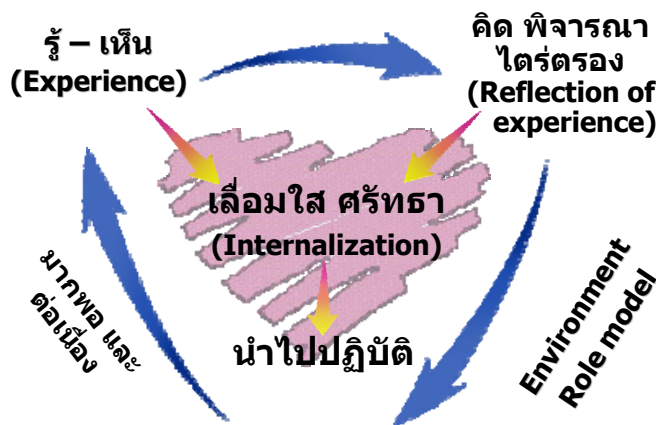 รู้ – เห็น
(Experience)
คิด พิจารณา
ไตร่ตรอง
(Reflection of
experience)
เลื่อมใส ศรัทธา
(Internalization)
นำไปปฏิบัติ
มากพอ และ
ต่อเนื่อง
Environment
Role model